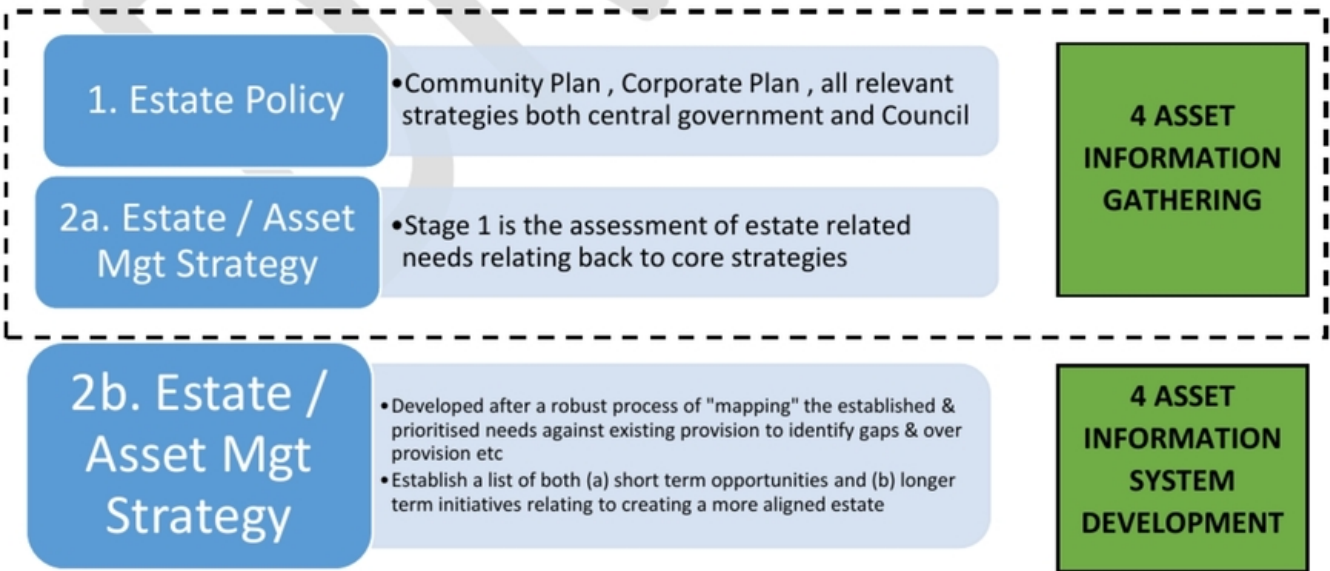 1. Estate Policy
•Community Plan , Corporate Plan , all relevant
strategies both central government and Council
4 ASSET
INFORMATION
GATHERING
2a. Estate / Asset
Mgt Strategy
•Stage 1 is the assessment of estate related
needs relating back to core strategies
2b. Estate /
Asset Mgt
Strategy
•Developed after a robust process of "mapping" the established &
prioritised needs against existing provision to identify gaps & over
provision etc
•Establish a list of both (a) short term opportunities and (b) longer
term initiatives relating to creating a more aligned estate
4 ASSET
INFORMATION
SYSTEM
DEVELOPMENT